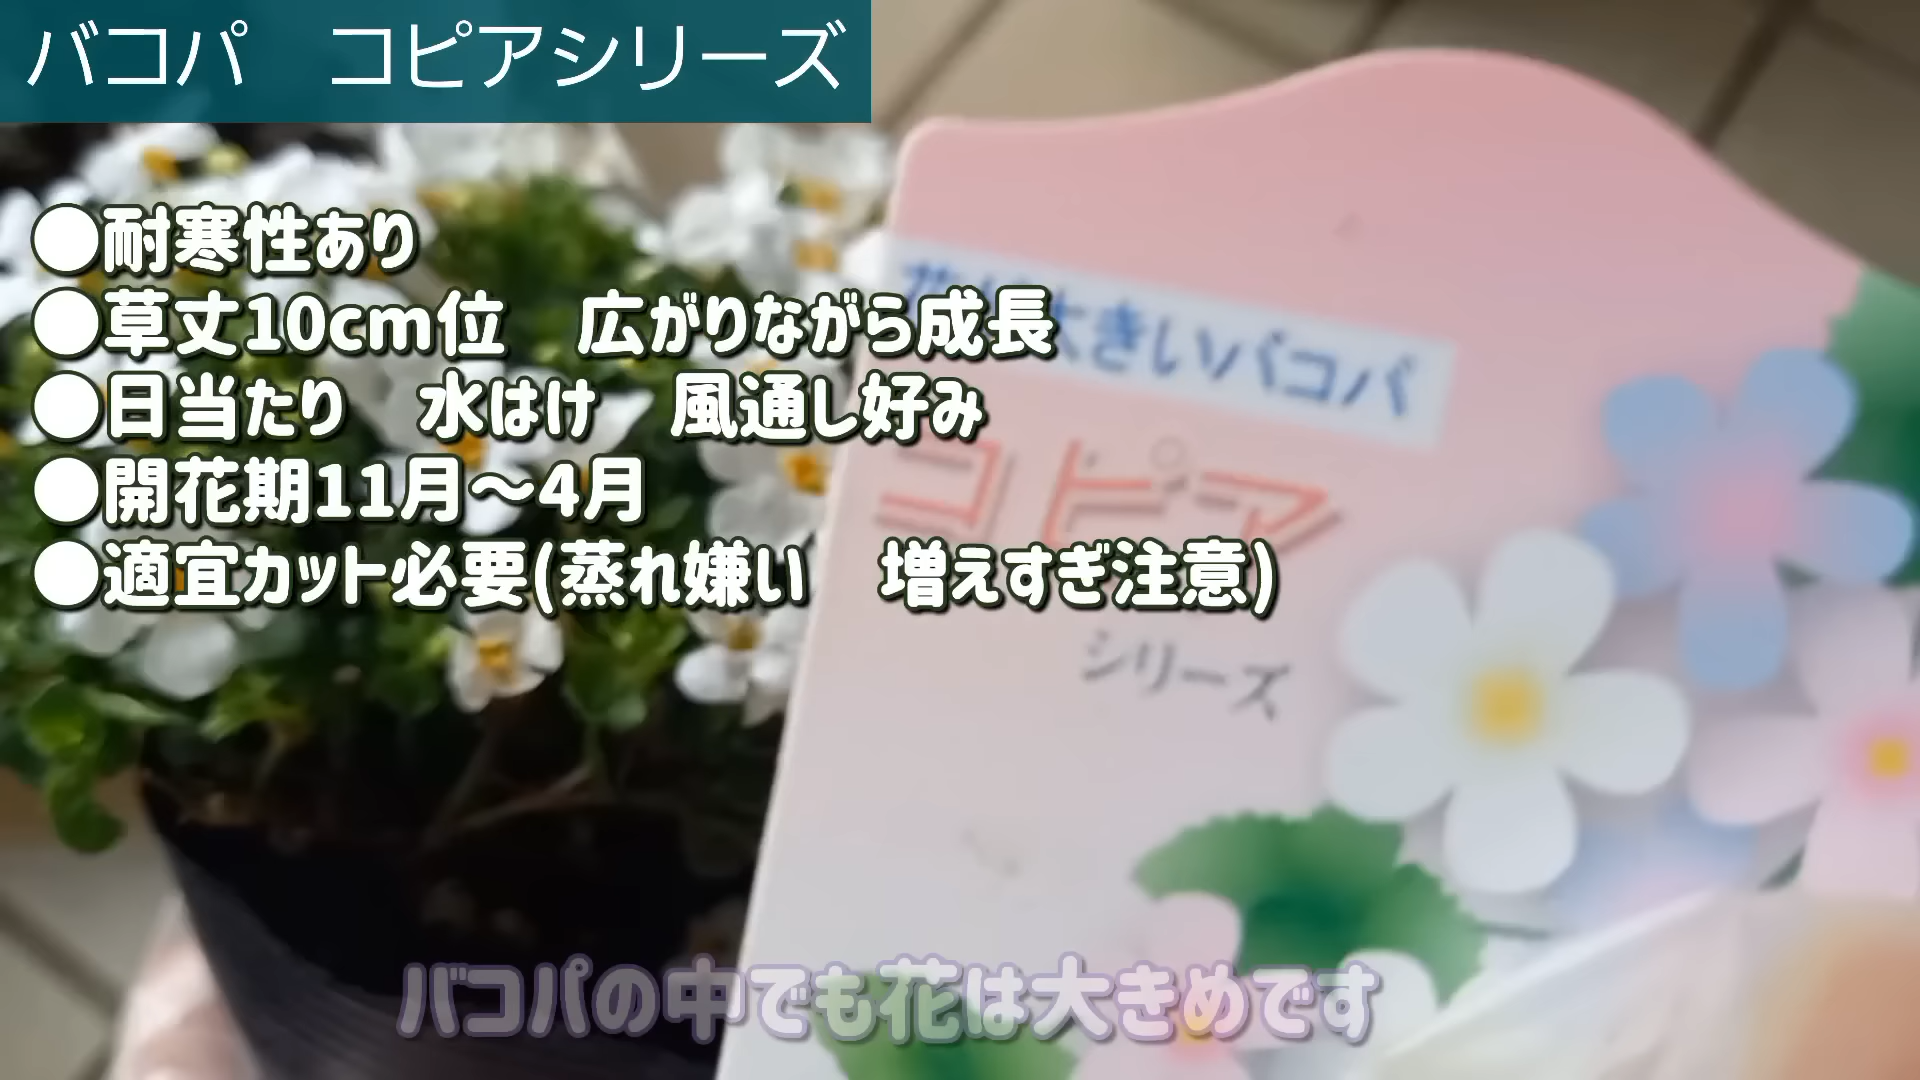 バコパ　コピアシリーズ
●耐寒性あり
●草丈10cm位　広がりながら成長
●日当たり　水はけ　風通し好み
●開花期11月〜4月
●適宜カット必要(蒸れ嫌い　増えすぎ注意)
大きいバコパ
コピア
シリーズ
バコパの中でも花は大きめです